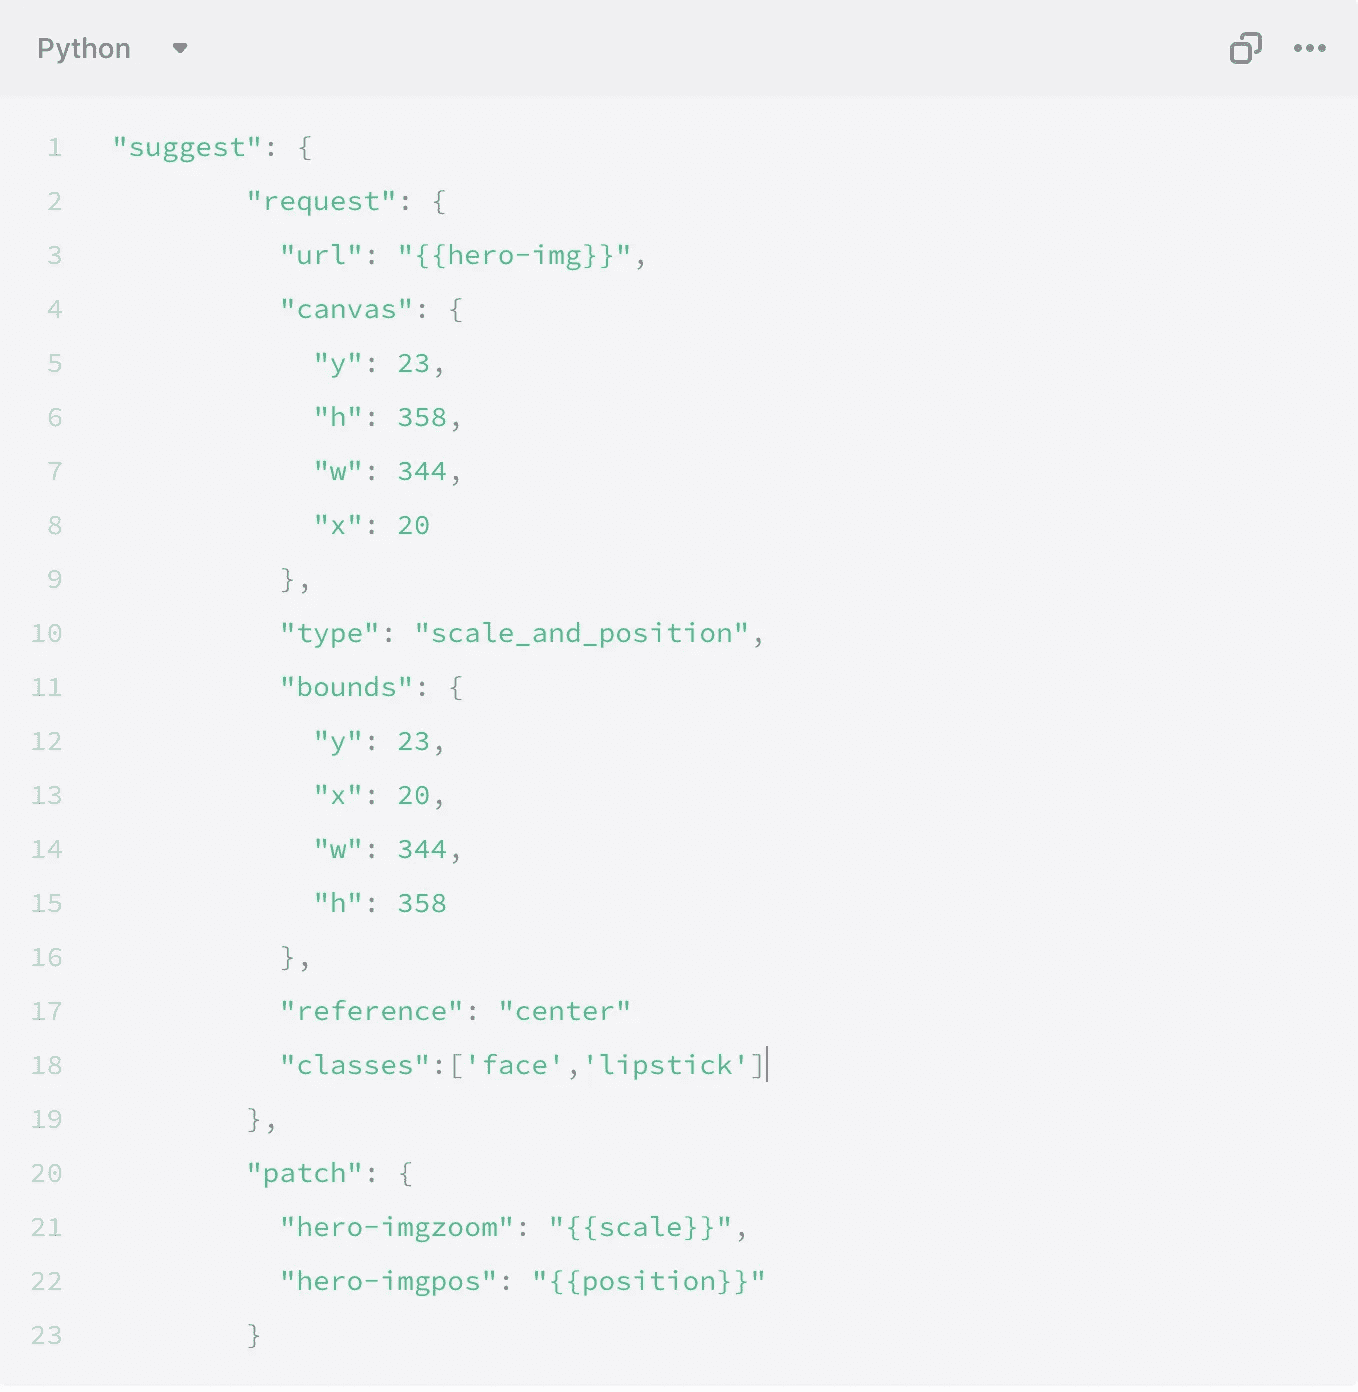 Python
1 "suggest": {
2 "request": {
3 "url": "{{hero-img}}",
4 "canvas": {
5 "y": 23,
6 "h": 358,
7 "w": 344,
8 "x": 20
9 },
10 "type": "scale_and_position",
11 "bounds": {
12 "y": 23,
13 "x": 20,
14 "w": 344,
15 "h": 358
16 },
17 "reference": "center"
18 "classes":['face','lipstick']
19 },
20 "patch": {
21 "hero-imgzoom": "{{scale}}",
22 "hero-imgpos": "{{position}}"
23 }